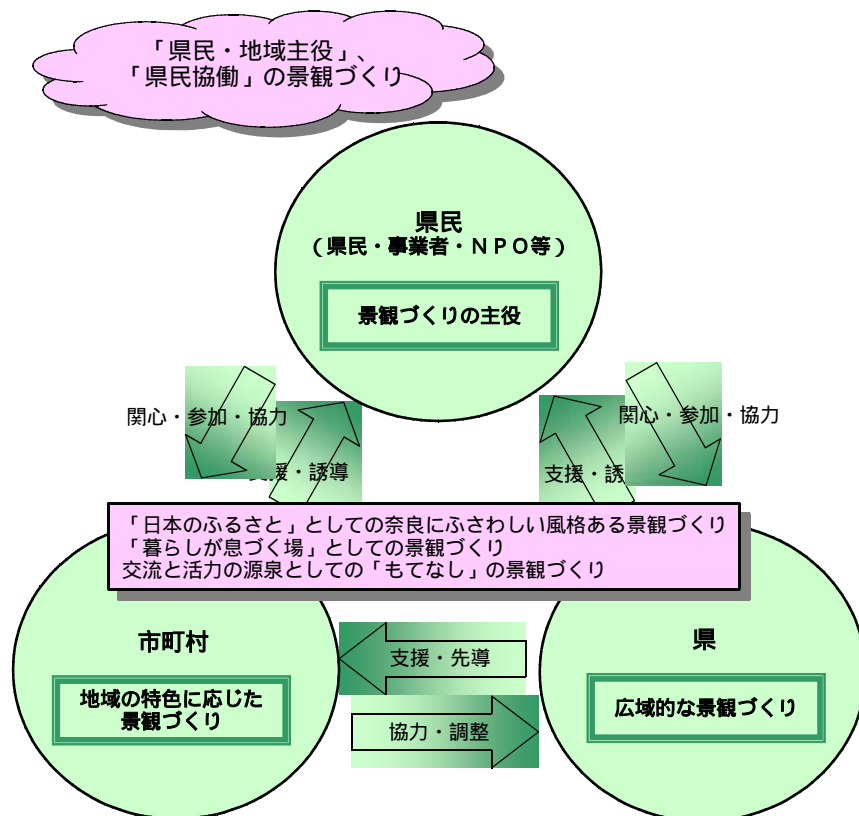 「県民・地域主役」、
「県民協働」の景観づくり
県民
（県民・事業者・ＮＰＯ等）
景観づくりの主役
関心・参加・協力
関心・参加・協力
支援・誘導
支援・誘
「日本のふるさと」としての奈良にふさわしい風格ある景観づくり
「暮らしが息づく場」としての景観づくり
交流と活力の源泉としての「もてなし」の景観づくり
市町村
地域の特色に応じた
景観づくり
支援・先導
協力・調整
県
広域的な景観づくり